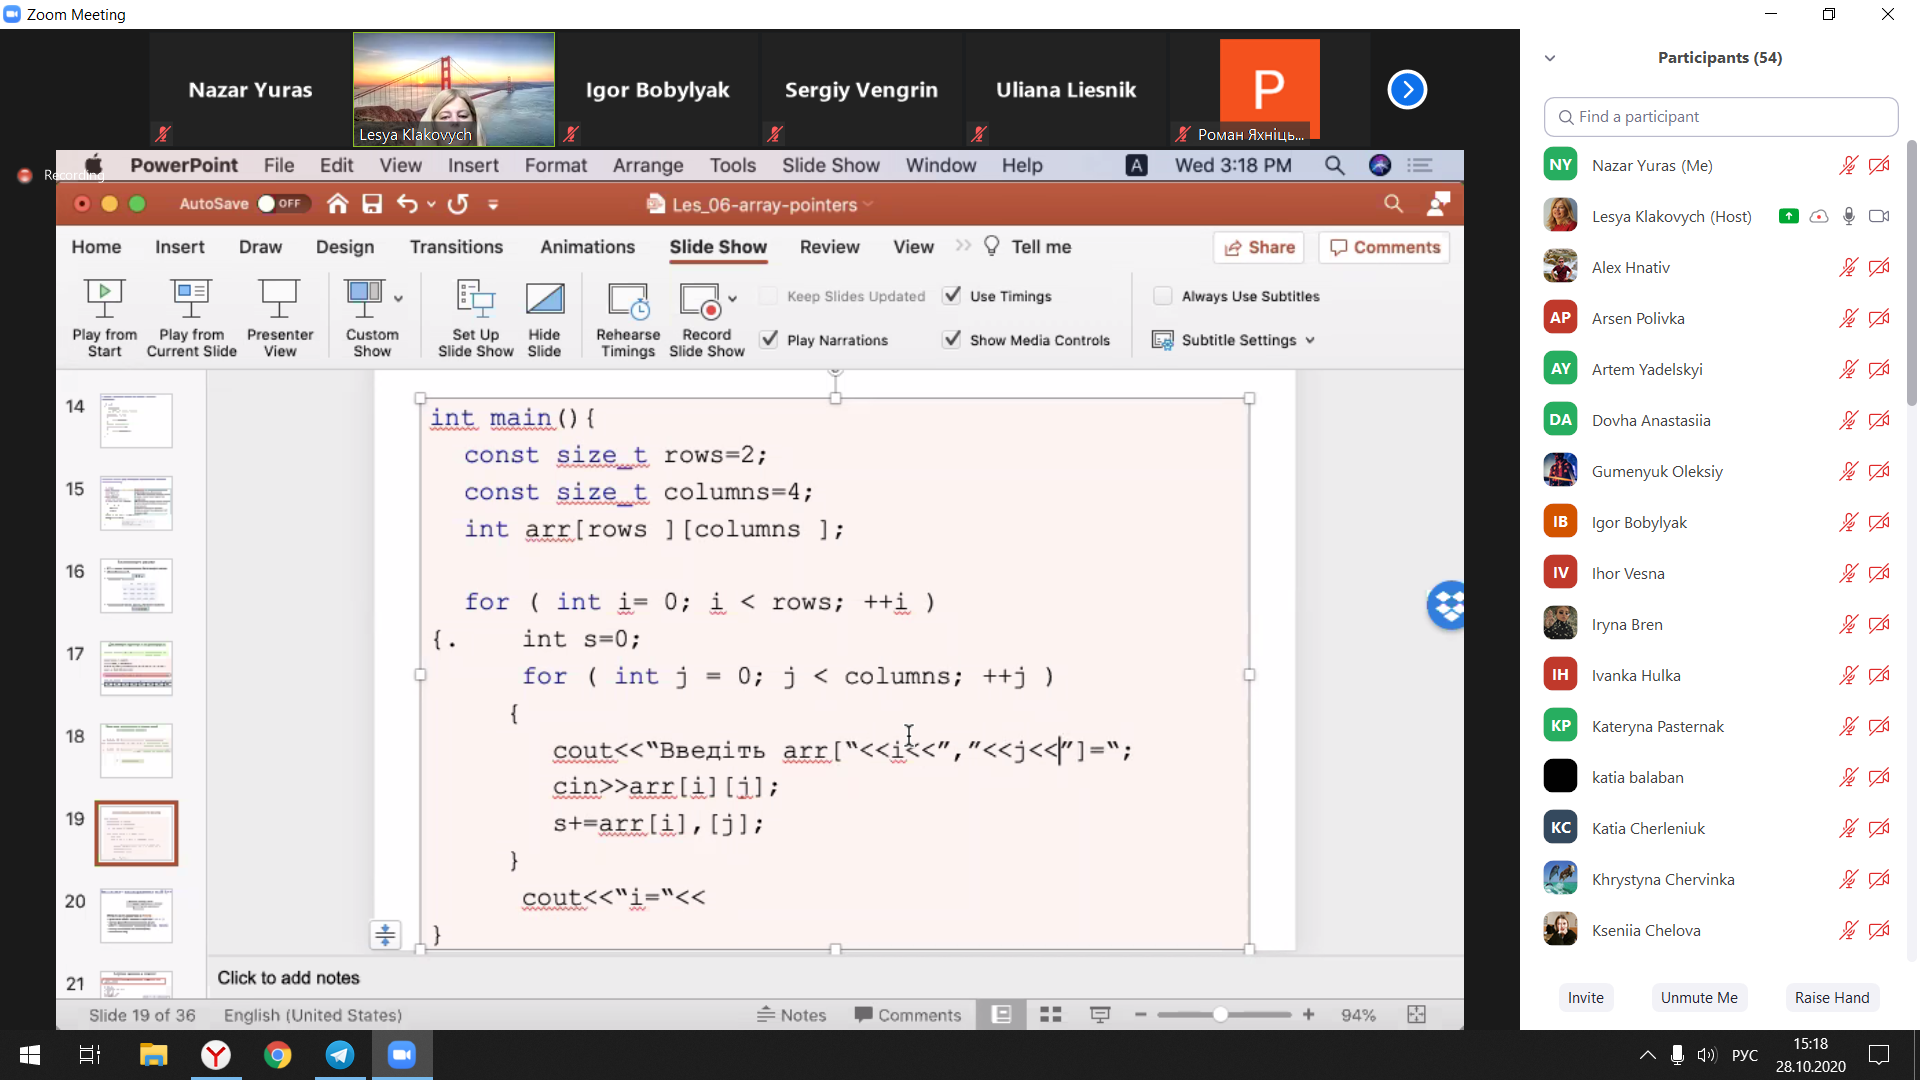 Zoom Meeting
Nazar Yuras
Lesya Klakovych
Igor Bobylyak
Sergiy Vengrin
Uliana Liesnik
P
Роман Яхніць...
Recording
PowerPoint File Edit View Insert Format Arrange Tools Slide Show Window Help A Wed 3:18 PM
AutoSave OFF Les_06-array-pointers
Home Insert Draw Design Transitions Animations Slide Show Review View Tell me Share Comments
Play from Start
Play from Current Slide
Presenter View
Custom Show
Set Up Slide Show
Hide Slide
Rehearse Timings
Record Slide Show
Keep Slides Updated
Play Narrations
Use Timings
Show Media Controls
Always Use Subtitles
Subtitle Settings
14
15
16
17
18
19
20
21
int main(){
const size_t rows=2;
const size_t columns=4;
int arr[rows ][columns ];
for ( int i= 0; i < rows; ++i )
{. int s=0;
for ( int j = 0; j < columns; ++j )
{
cout<<“Введіть arr[“<<i<<”,”<<j<<”]=“;
cin>>arr[i][j];
s+=arr[i],[j];
}
cout<<“i=“<<
}
Click to add notes
Slide 19 of 36 English (United States) Notes Comments 94%
Participants (54)
Find a participant
NY Nazar Yuras (Me)
Lesya Klakovych (Host)
Alex Hnativ
AP Arsen Polivka
AY Artem Yadelskyi
DA Dovha Anastasiia
Gumenyuk Oleksiy
IB Igor Bobylyak
IV Ihor Vesna
Iryna Bren
IH Ivanka Hulka
KP Kateryna Pasternak
katia balaban
KC Katia Cherleniuk
Khrystyna Chervinka
Kseniia Chelova
Invite Unmute Me Raise Hand
РУС
15:18
28.10.2020